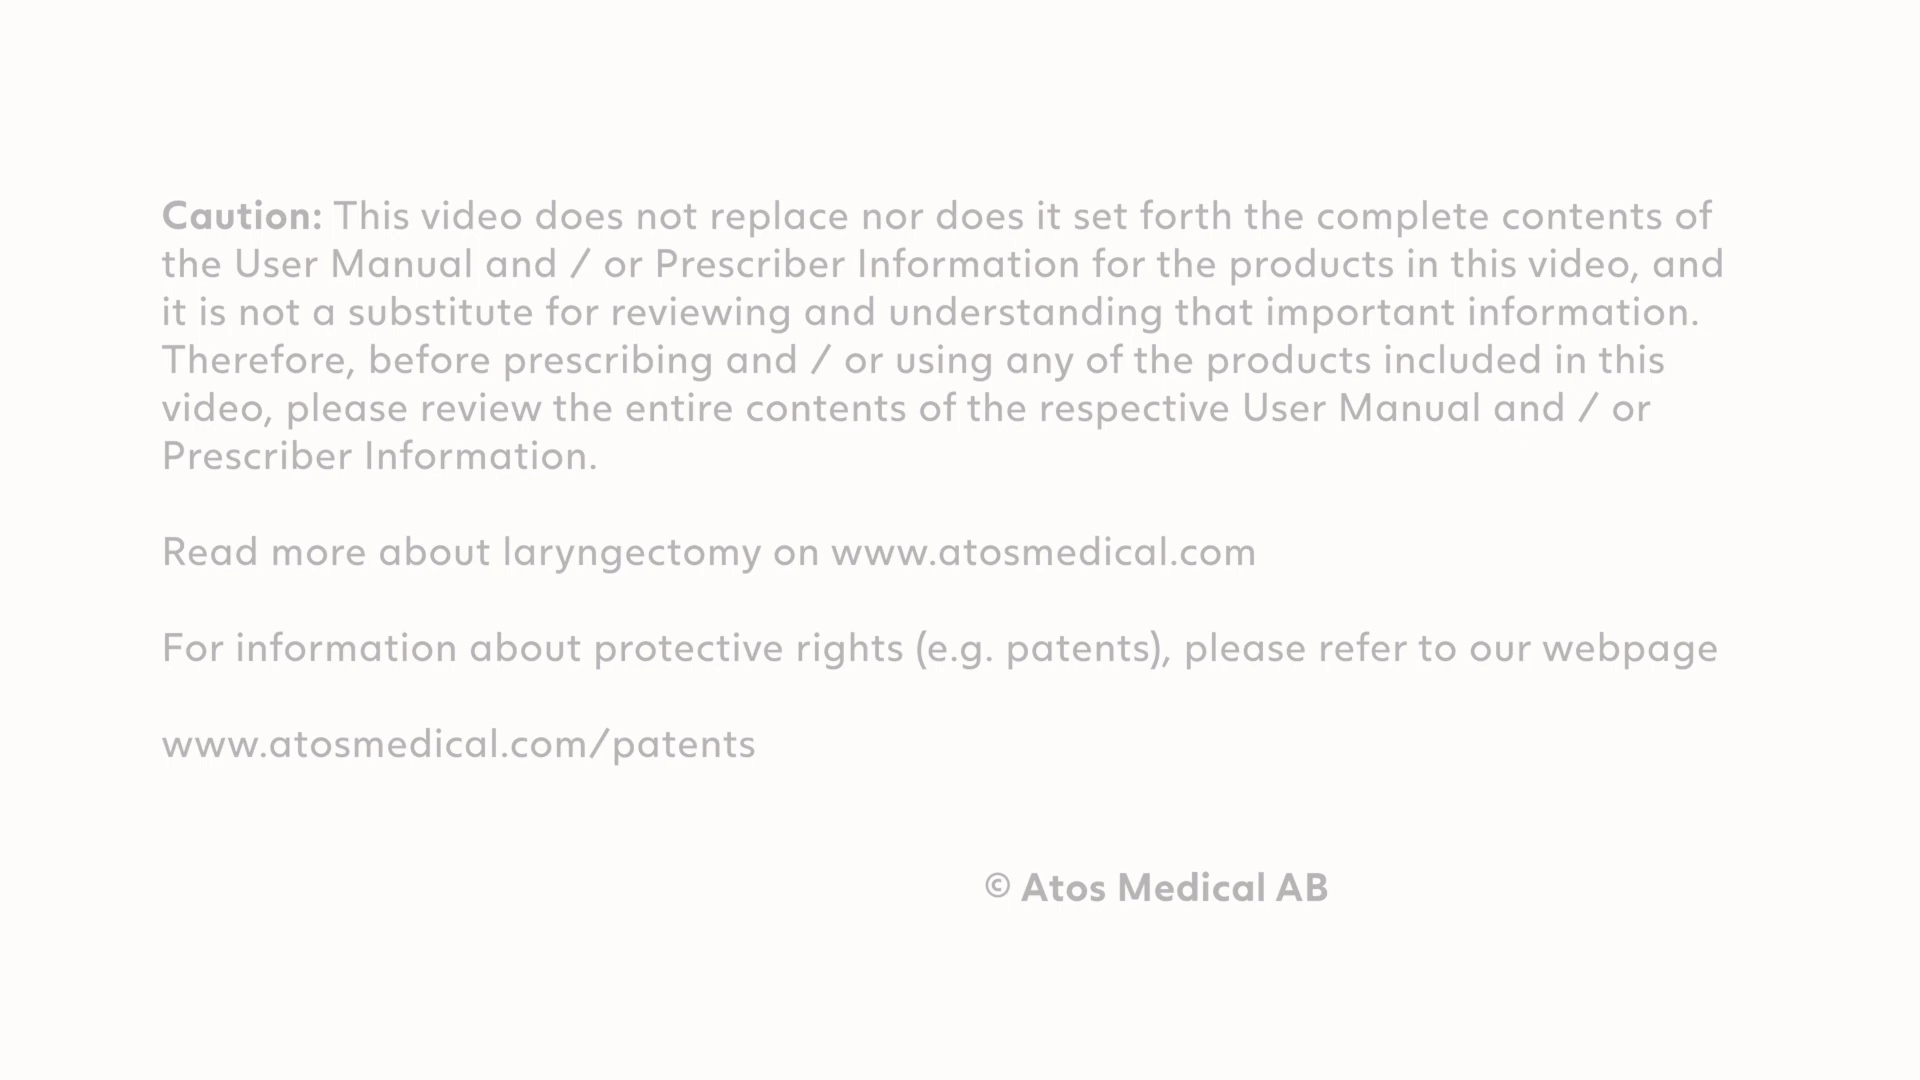 Caution: This video does not replace nor does it set forth the complete contents of
the User Manual and / or Prescriber Information for the products in this video, and
it is not a substitute for reviewing and understanding that important information.
Therefore, before prescribing and / or using any of the products included in this
video, please review the entire contents of the respective User Manual and / or
Prescriber Information.
Read more about laryngectomy on www.atosmedical.com
For information about protective rights (e.g. patents), please refer to our webpage
www.atosmedical.com/patents
© Atos Medical AB